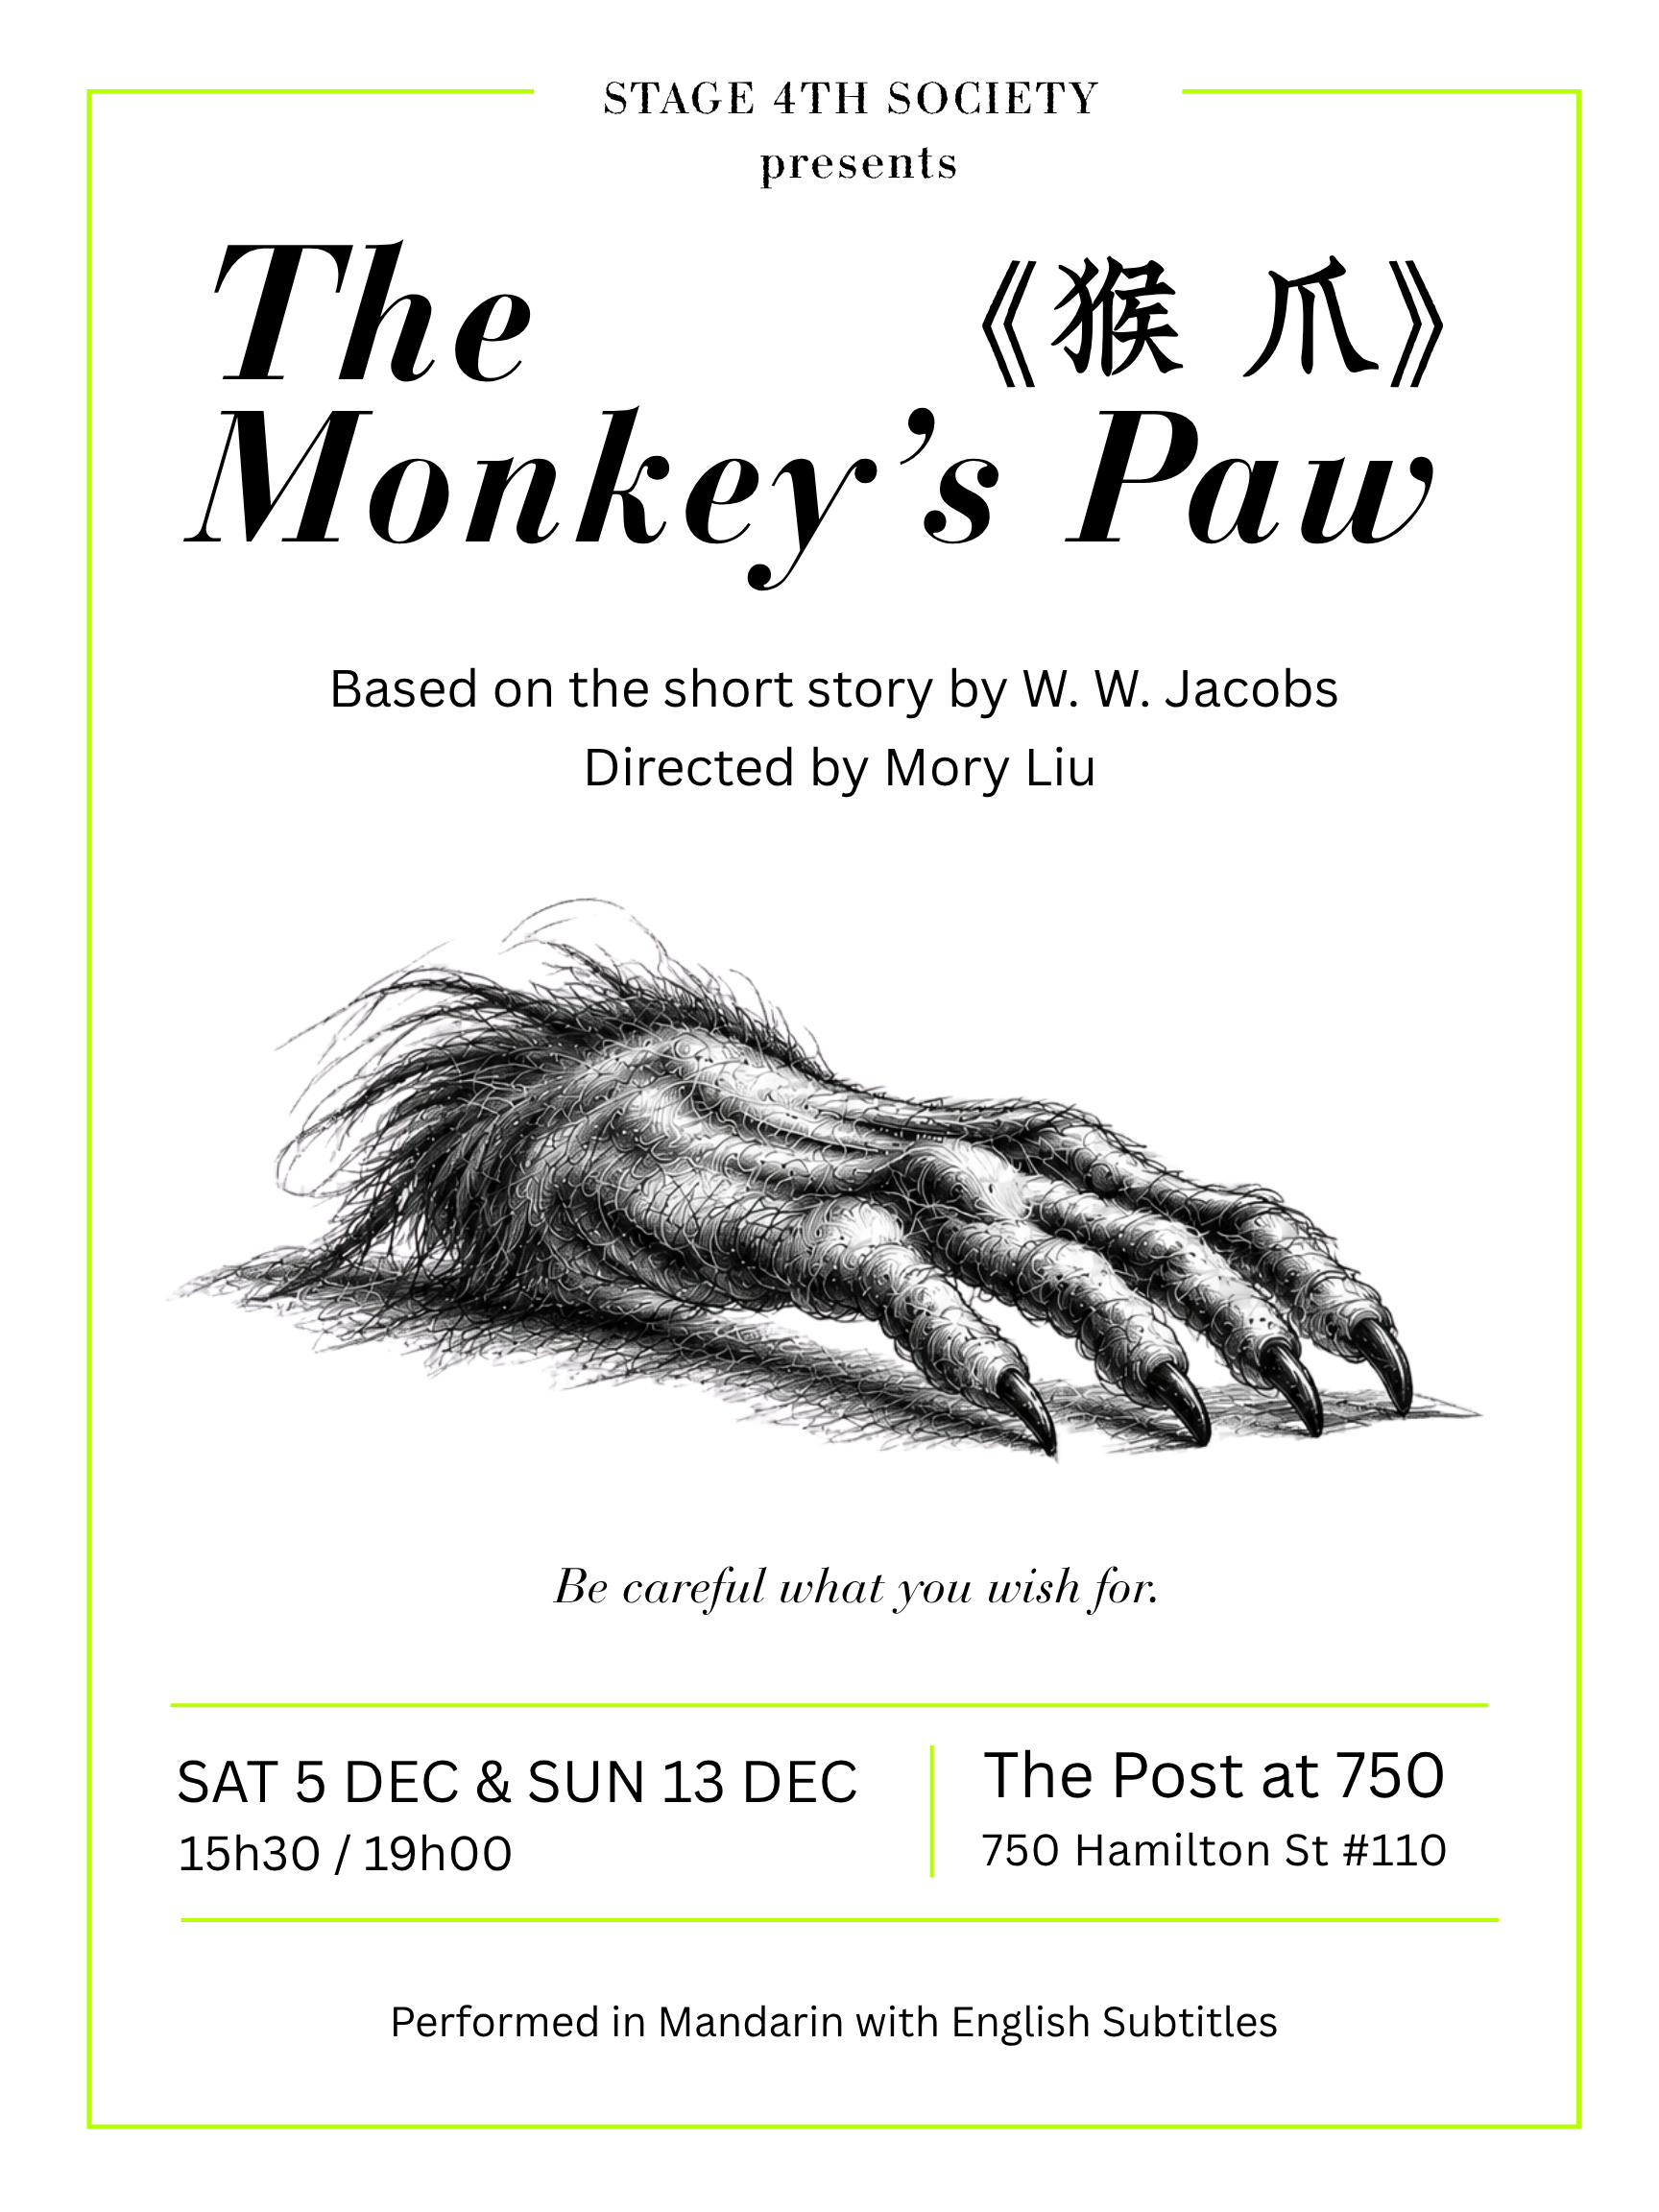 STAGE 4TH SOCIETY
presents
The
《猴 爪》
Monkey’s Paw
Based on the short story by W. W. Jacobs
Directed by Mory Liu
Be careful what you wish for.
SAT 5 DEC & SUN 13 DEC
15h30 / 19h00
The Post at 750
750 Hamilton St #110
Performed in Mandarin with English Subtitles